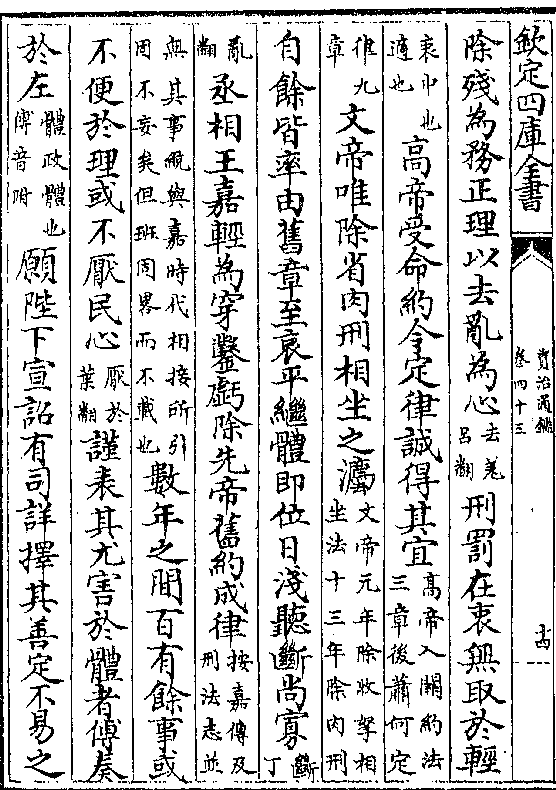 欽定四庫全書
資治通鑑
卷四十三
十四
除殘為務正理以去亂為心去羌呂翻刑罰在衷無取於輕
衷中也適也高帝受命約令定律誠得其宜高帝入關約法三章後蕭何定
律九章文帝唯除省肉刑相坐之灋文帝元年除收孥相坐法十三年除肉刑
自餘皆率由舊章至哀平繼體即位日淺聽斷尚寡斷丁
亂翻丞相王嘉輕為穿鑿虧除先帝舊約成律按嘉傳及刑法志並
無其事統與嘉時代相接所引固不妄矣但班固畧而不載也數年之間百有餘事或
不便於理或不厭民心厭於葉翻謹表其尤害於體者傅奏
於左體政體也傅音附願陛下宣詔有司詳擇其善定不易之